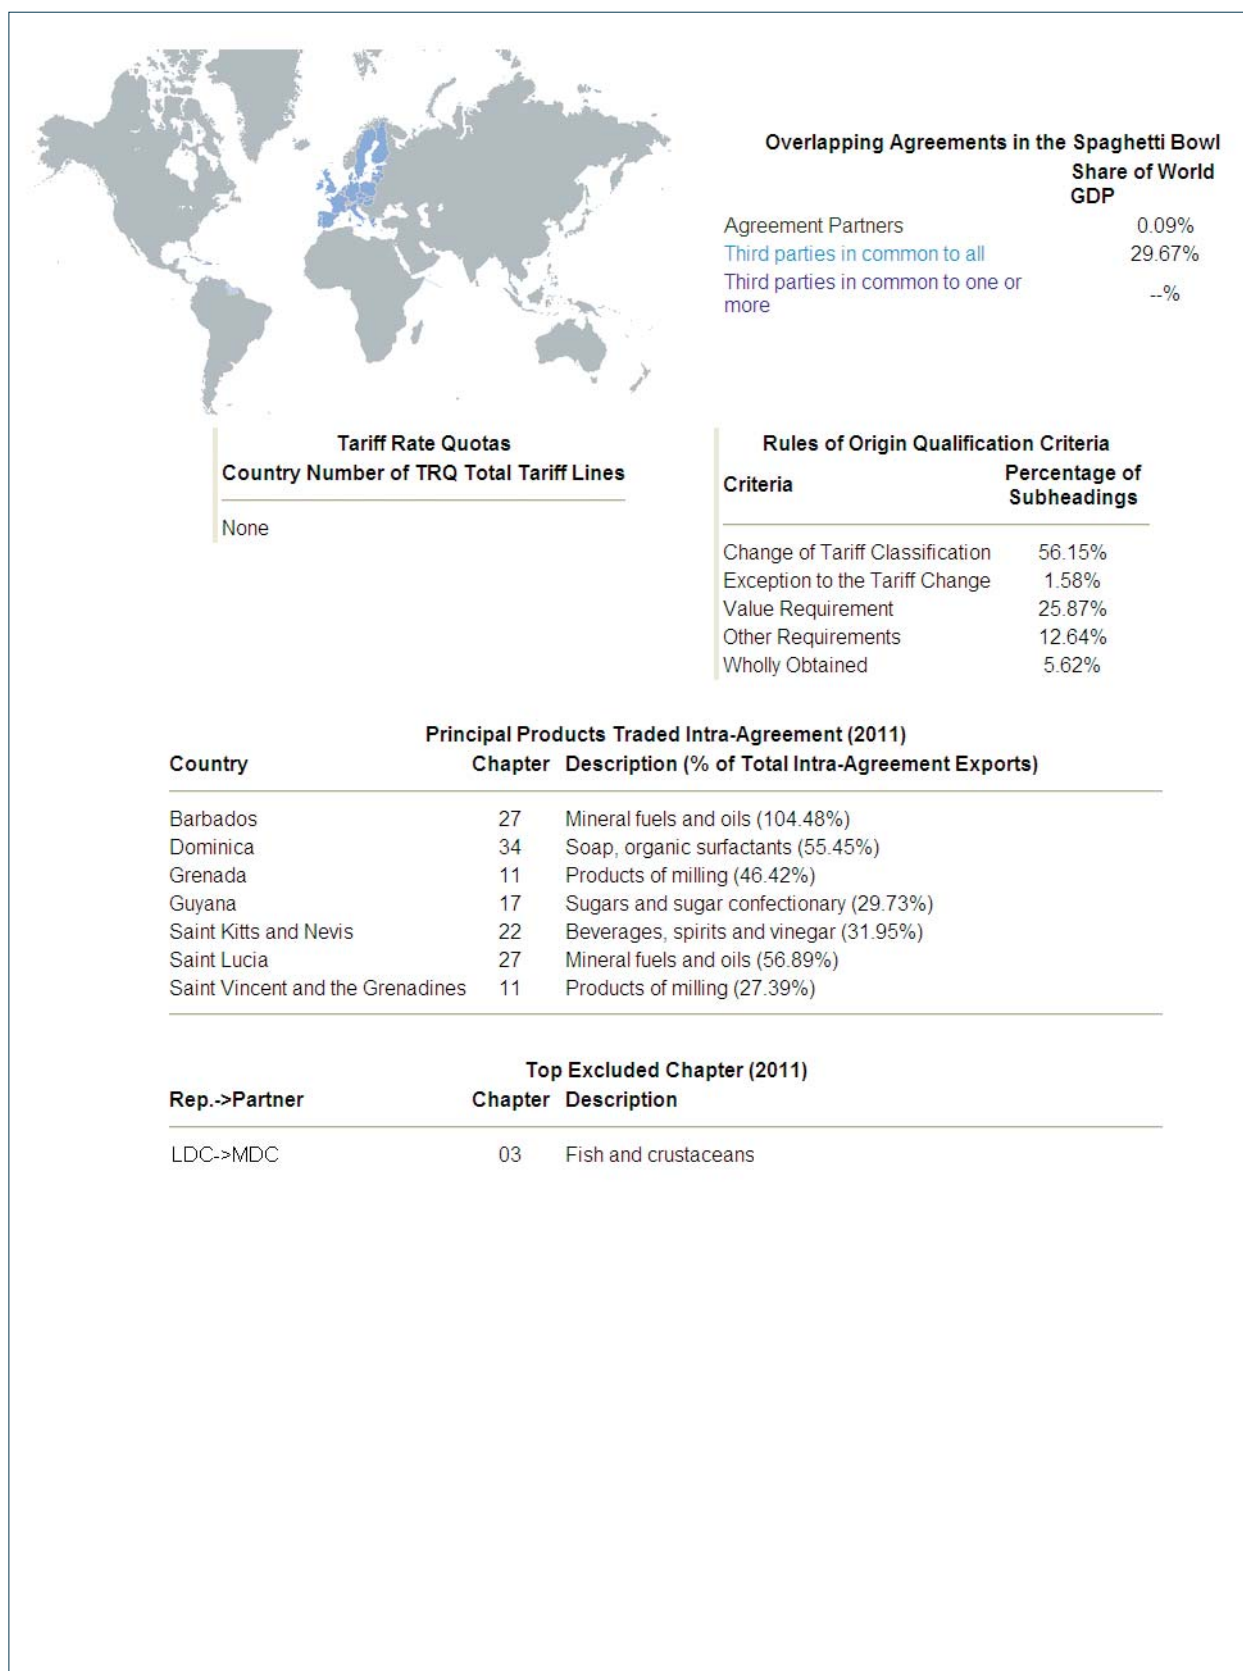 Overlapping Agreements in the Spaghetti Bowl
Share of World
GDP
Agreement Partners 0.09%
Third parties in common to all 29.67%
Third parties in common to one or
more --%
Tariff Rate Quotas
Country Number of TRQ Total Tariff Lines
None
Rules of Origin Qualification Criteria
Criteria Percentage of
Subheadings
Change of Tariff Classification 56.15%
Exception to the Tariff Change 1.58%
Value Requirement 25.87%
Other Requirements 12.64%
Wholly Obtained 5.62%
Principal Products Traded Intra-Agreement (2011)
Country Chapter Description (% of Total Intra-Agreement Exports)
Barbados 27 Mineral fuels and oils (104.48%)
Dominica 34 Soap, organic surfactants (55.45%)
Grenada 11 Products of milling (46.42%)
Guyana 17 Sugars and sugar confectionary (29.73%)
Saint Kitts and Nevis 22 Beverages, spirits and vinegar (31.95%)
Saint Lucia 27 Mineral fuels and oils (56.89%)
Saint Vincent and the Grenadines 11 Products of milling (27.39%)
Top Excluded Chapter (2011)
Rep.->Partner Chapter Description
LDC->MDC 03 Fish and crustaceans